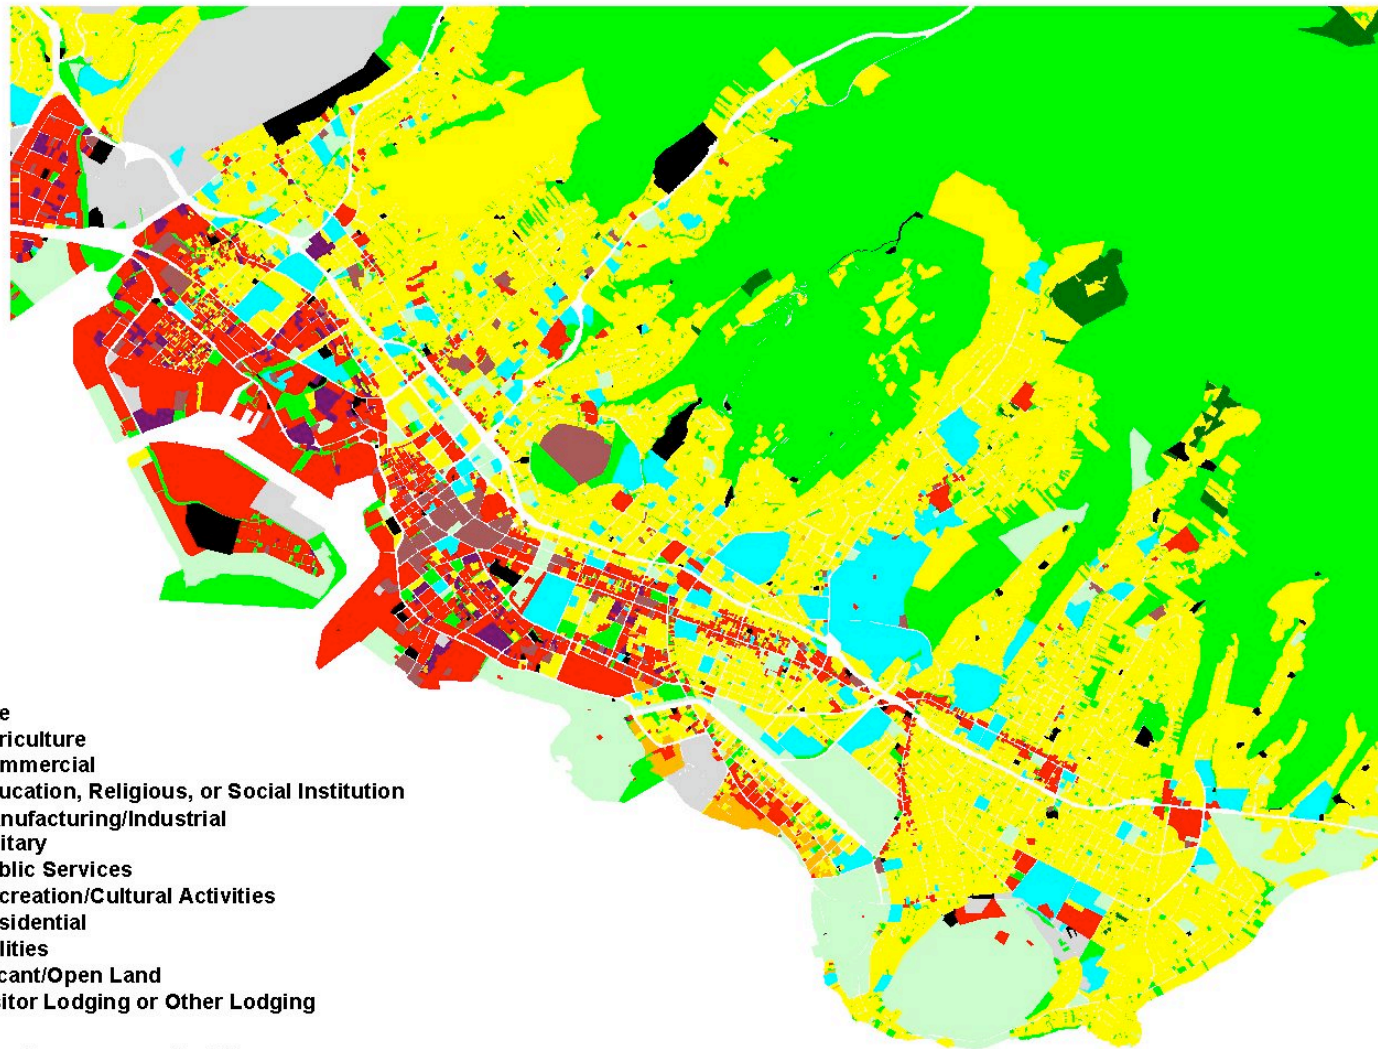 e
riculture
mmercial
ucation, Religious, or Social Institution
nufacturing/Industrial
itary
blic Services
creation/Cultural Activities
sidential
lities
cant/Open Land
sitor Lodging or Other Lodging